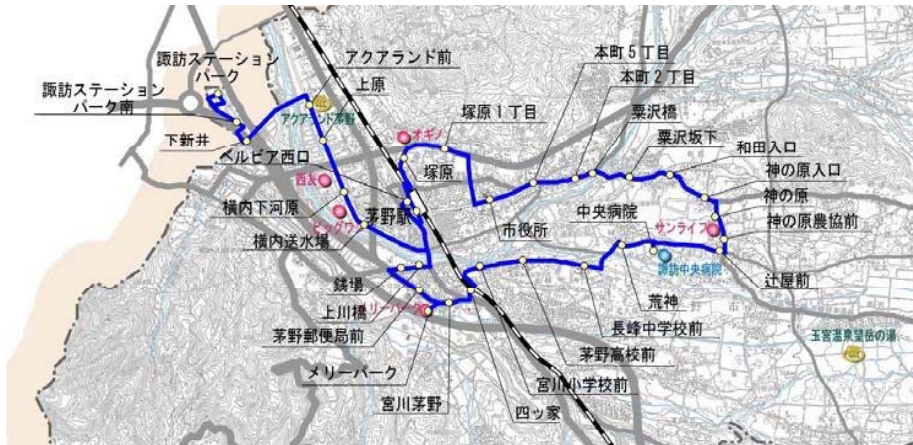 諏訪ステーション
パーク
諏訪ステーション
パーク南
下新井
アクアランド前
上原
アクアランド茅野
ベルビア西口
オギノ
塚原１丁目
塚原
本町５丁目
本町２丁目
粟沢橋
粟沢坂下
和田入口
神の原入口
神の原
神の原農協前
サンライフ
辻屋前
西友
横内下河原
ビッグワン
横内送水場
茅野駅
市役所
中央病院
諏訪中央病院
荒神
長峰中学校前
茅野高校前
宮川小学校前
四ッ家
銭場
上川橋
茅野郵便局前
メリーパーク
メリーパーク
宮川茅野
玉宮温泉望岳の湯